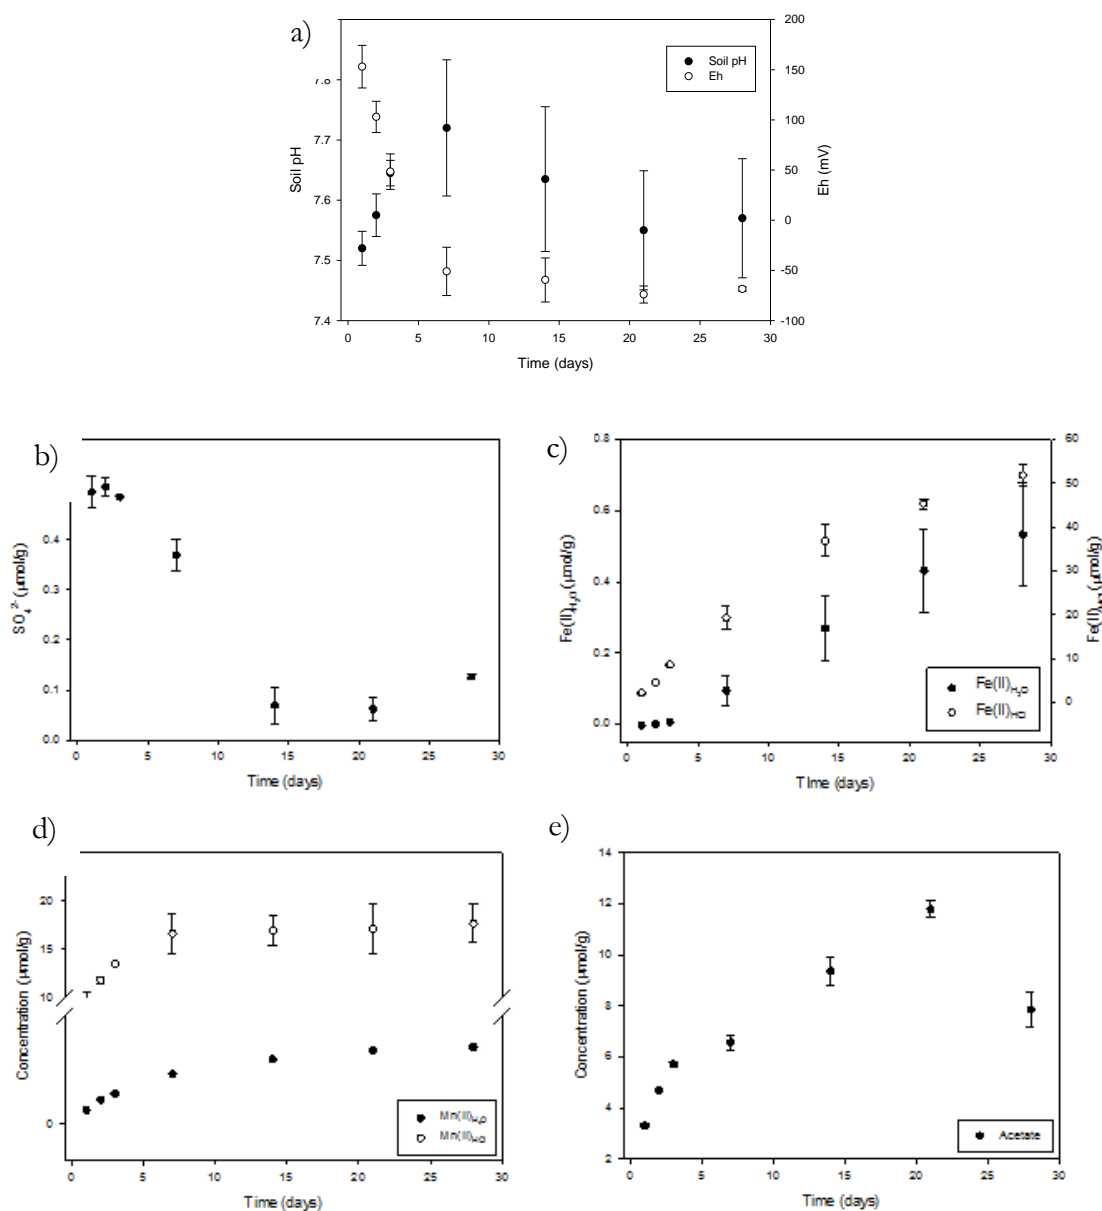 a)
200
150
100
50
0
-50
-100
7.8
7.7
7.6
7.5
7.4
Soil pH
Eh (mV)
Soil pH
Eh
0 5 10 15 20 25 30
Time (days)
b)
0.4
0.3
0.2
0.1
0.0
SO₄²⁻ (μmol/g)
0 5 10 15 20 25 30
Time (days)
c)
0.8
0.6
0.4
0.2
0.0
Fe(II)H₂O (μmol/g)
60
50
40
30
20
10
0
Fe(II)HCl (μmol/g)
Fe(II)H₂O
Fe(II)HCl
0 5 10 15 20 25 30
TIme (days)
d)
20
15
10
0
Concentration (μmol/g)
Mn(II)H₂O
Mn(II)HCl
0 5 10 15 20 25 30
Time (days)
e)
14
12
10
8
6
4
2
Concentration (μmol/g)
Acetate
0 5 10 15 20 25 30
Time (days)